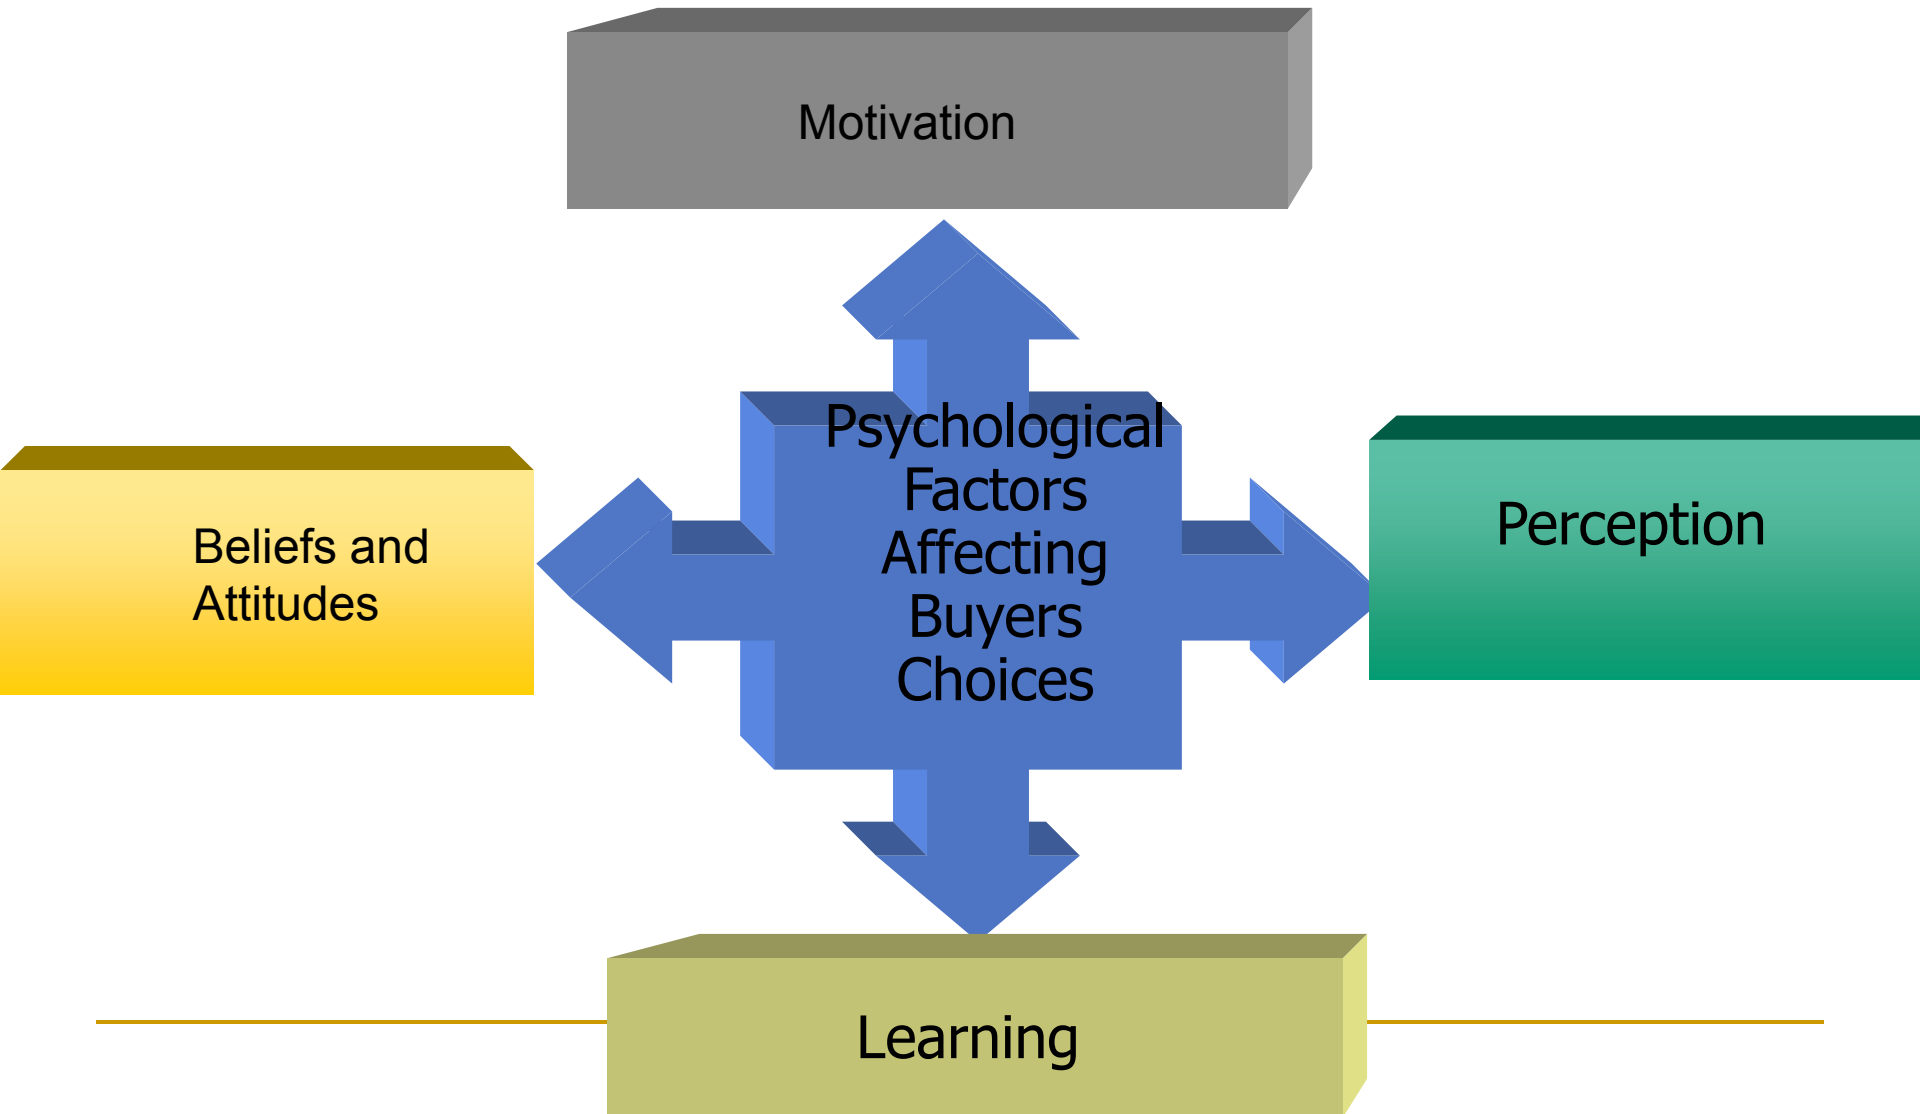 Motivation
Psychological
Factors
Affecting
Buyers
Choices
Beliefs and
Attitudes
Perception
Learning